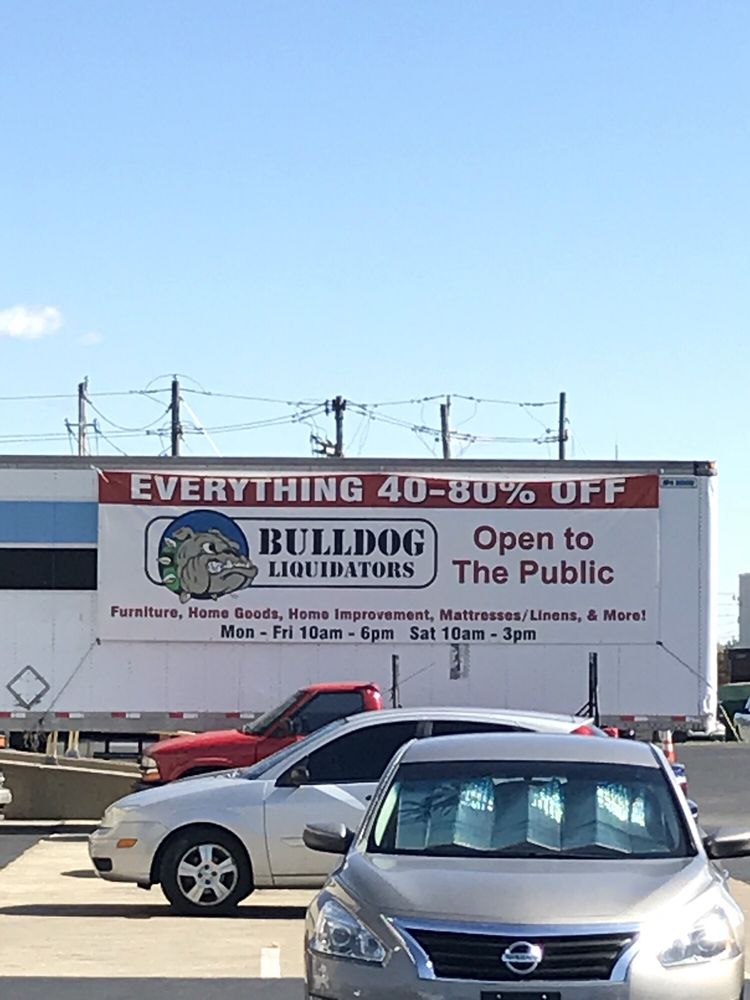 EVERYTHING 40-80% OFF
BULLDOG
LIQUIDATORS
Open to
The Public
Furniture, Home Goods, Home Improvement, Mattresses/Linens, & More!
Mon - Fri 10am - 6pm Sat 10am - 3pm
NISSAN